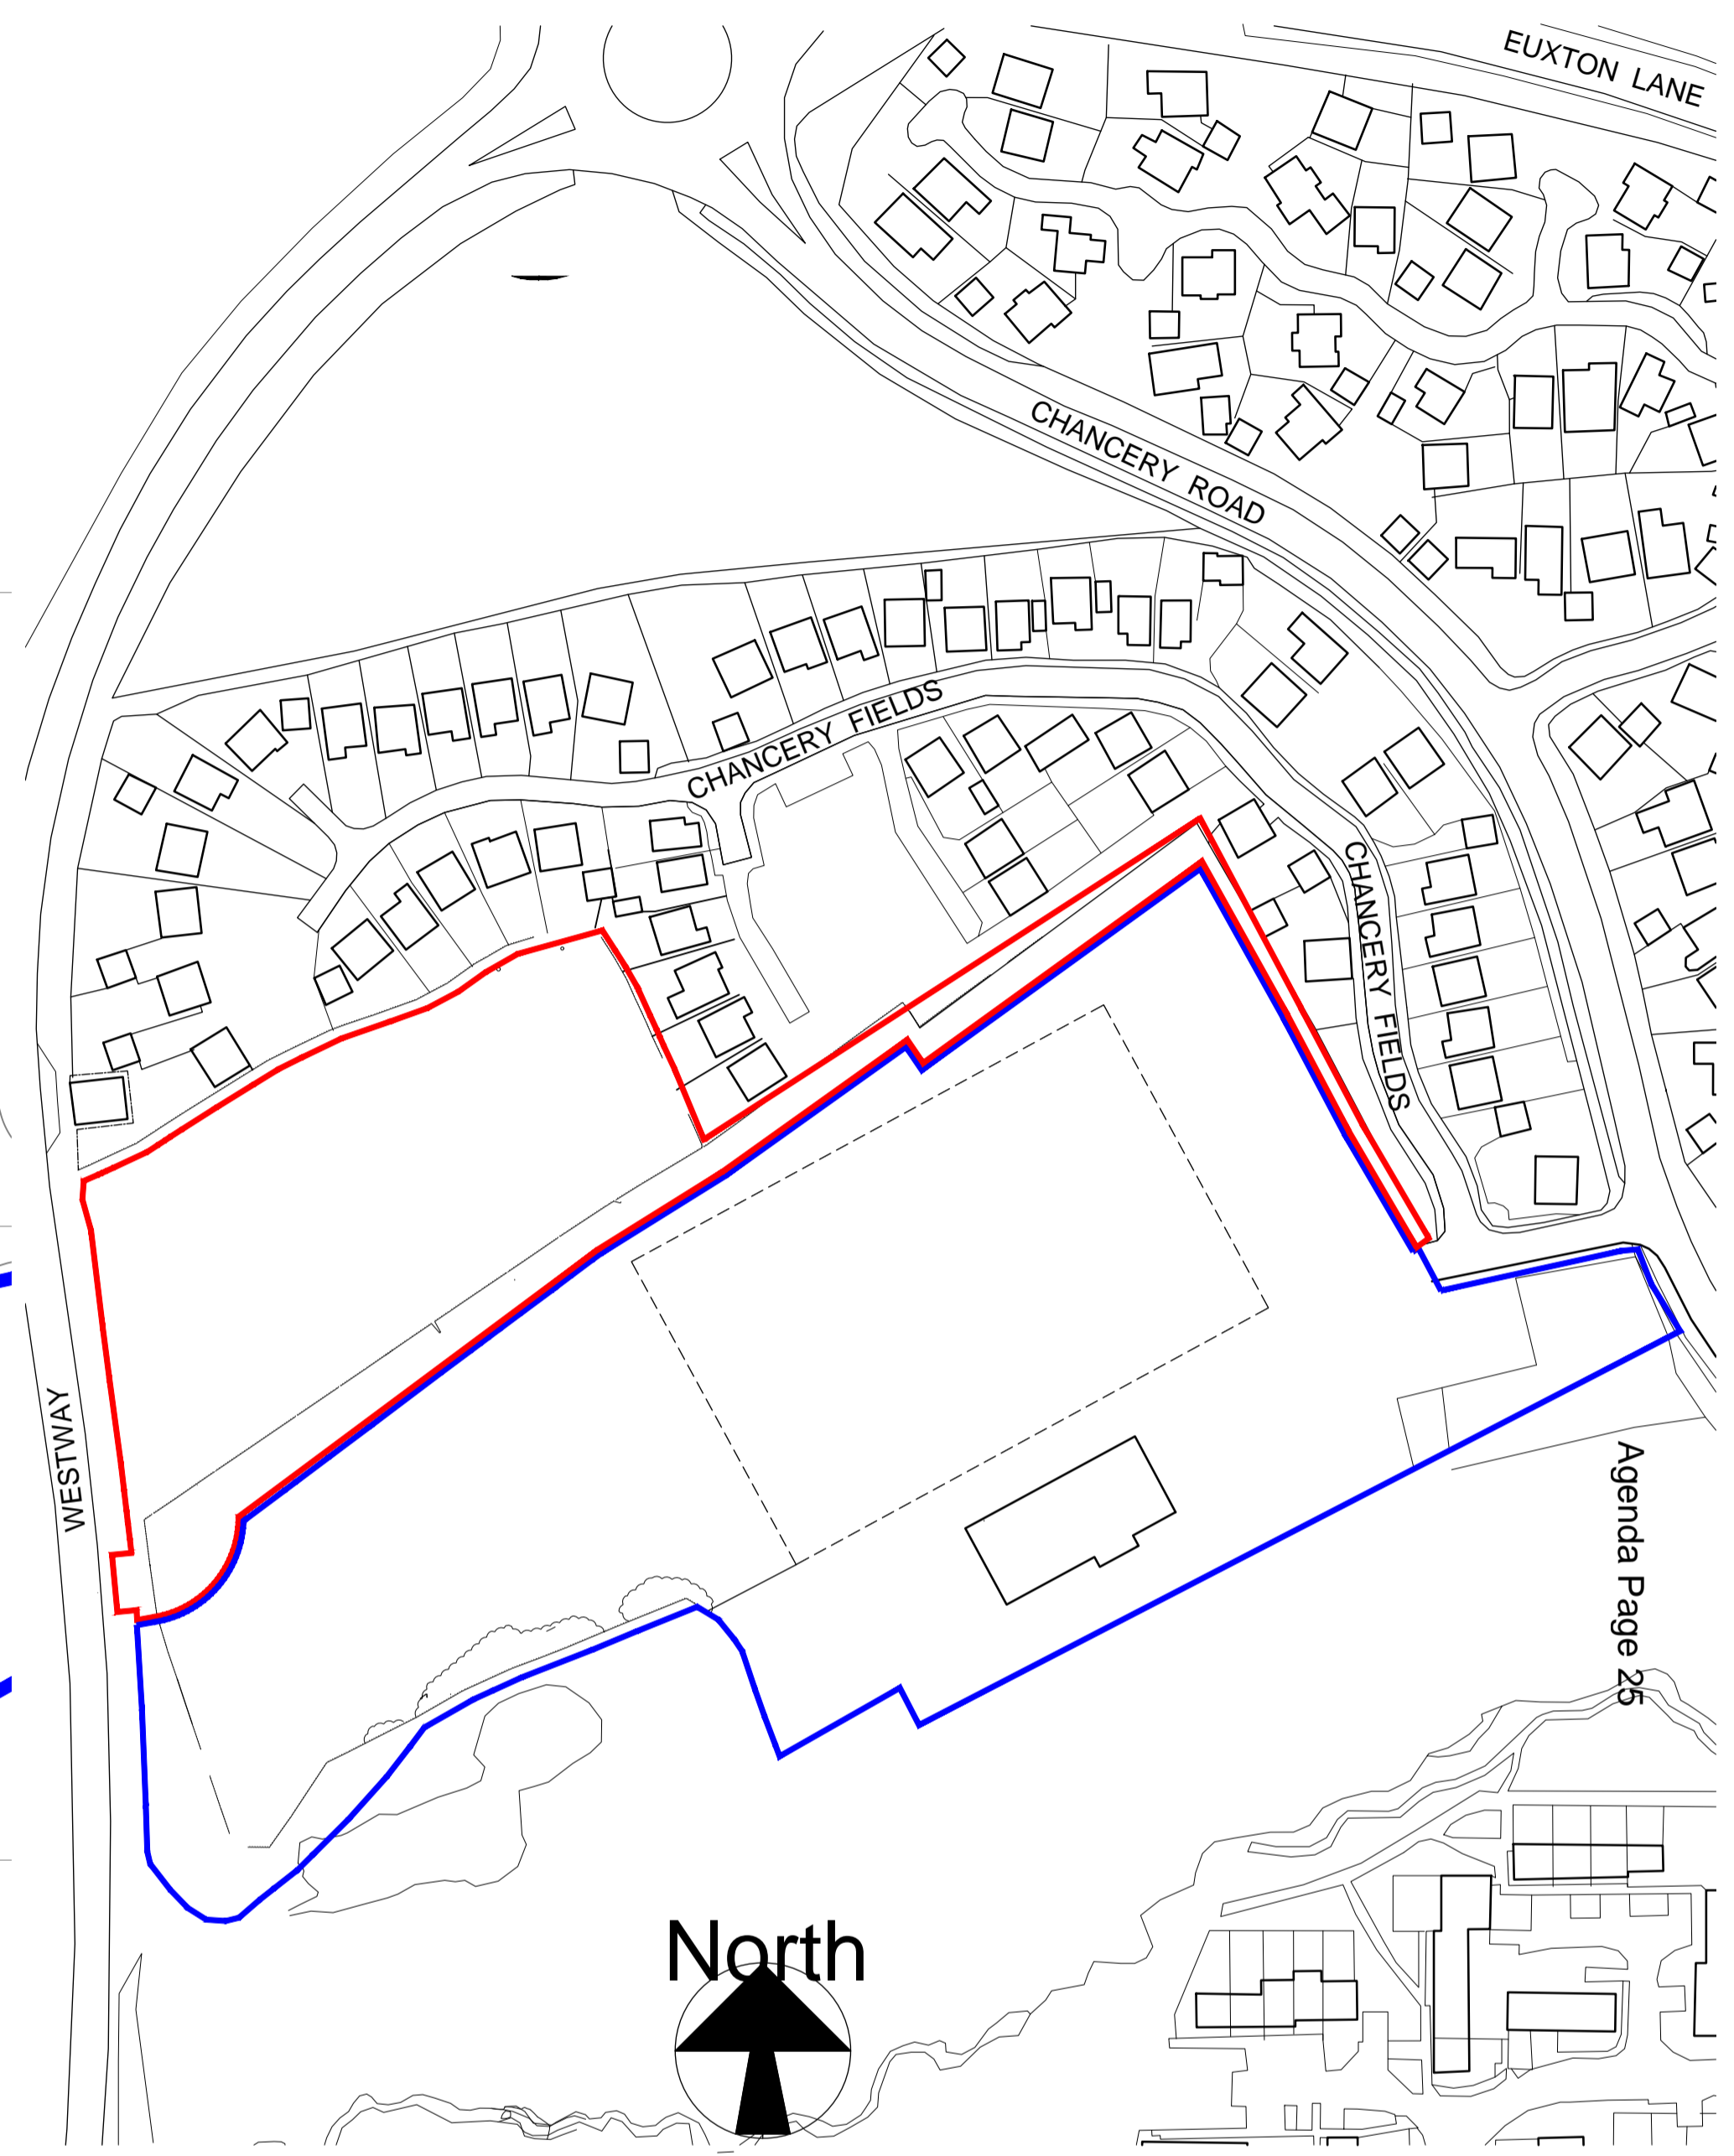 EUXTON LANE
CHANCERY ROAD
CHANCERY FIELDS
CHANCERY FIELDS
WESTWAY
Agenda Page 25
North